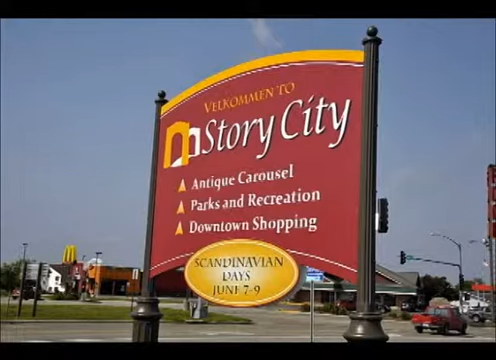 VELKOMMEN TO
Story City
Antique Carousel
Parks and Recreation
Downtown Shopping
SCANDINAVIAN
DAYS
JUNE 7-9